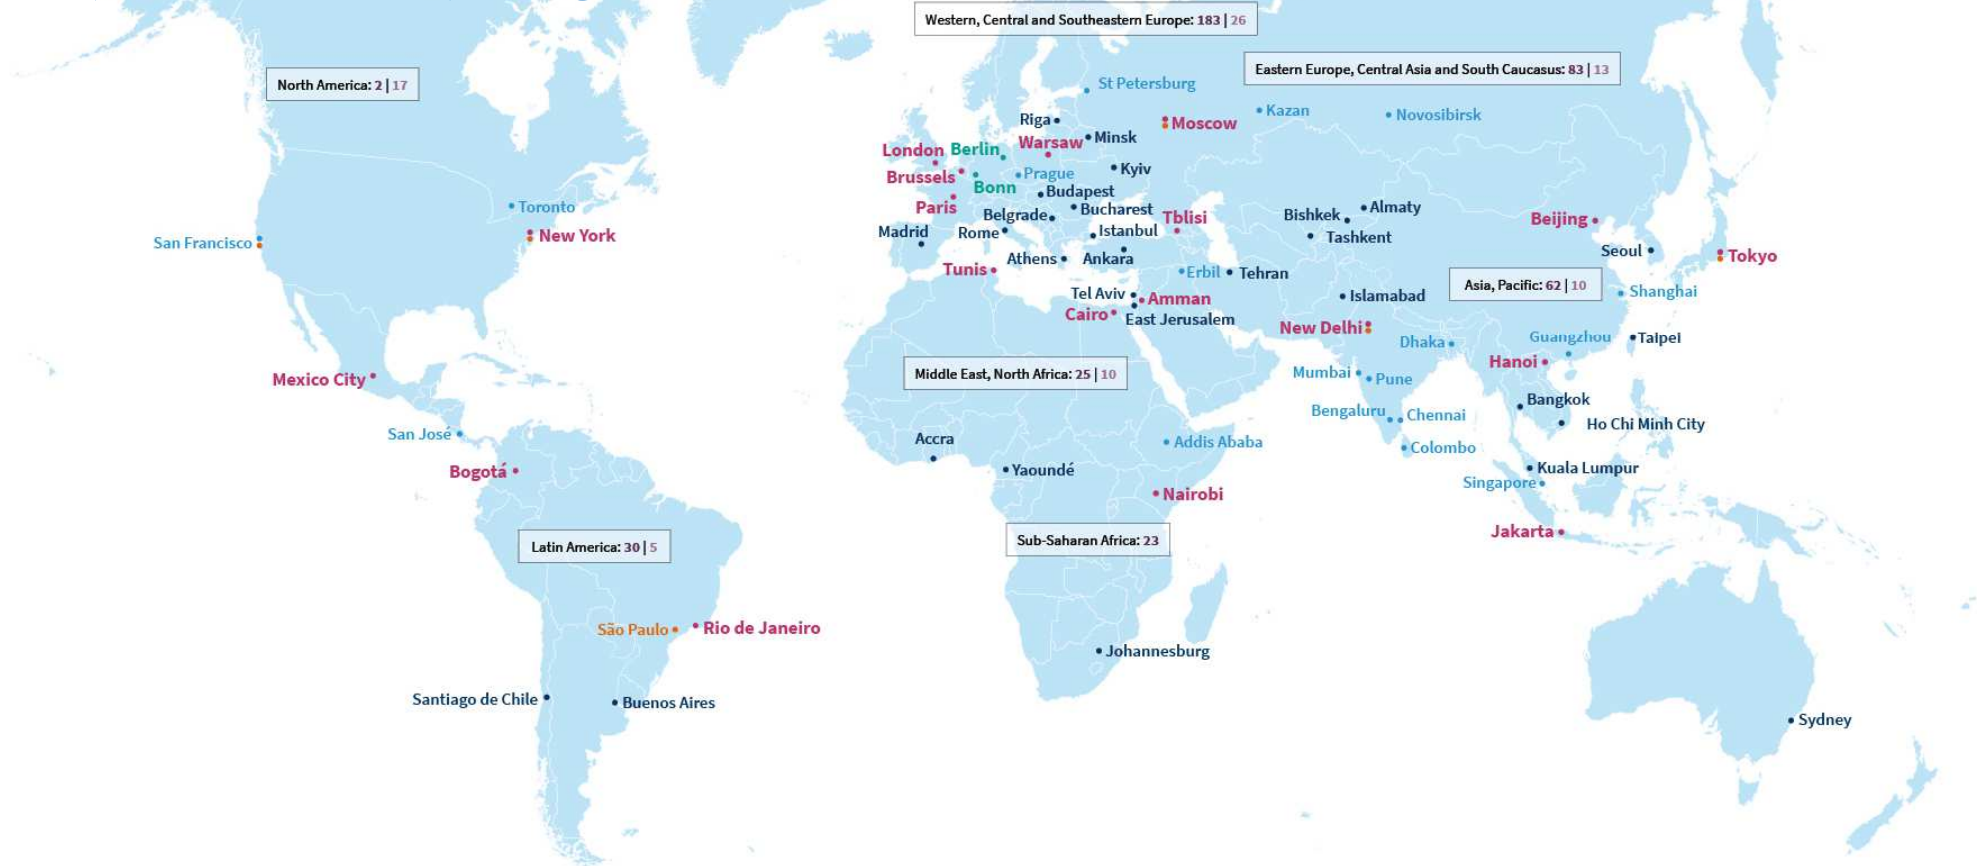 Western, Central and Southeastern Europe: 183 | 26
Eastern Europe, Central Asia and South Caucasus: 83 | 13
North America: 2 | 17
St Petersburg
Kazan
Novosibirsk
Riga
Moscow
Minsk
Warsaw
London
Berlin
Kyiv
Brussels
Prague
Bonn
Budapest
Paris
Bucharest
Belgrade
Tblisi
Toronto
Almaty
Bishkek
Beijing
Madrid
Rome
Istanbul
Tashkent
New York
San Francisco
Seoul
Tokyo
Athens
Ankara
Tunis
Erbil
Tehran
Asia, Pacific: 62 | 10
Shanghai
Tel Aviv
Amman
Islamabad
Cairo
East Jerusalem
New Delhi
Dhaka
Guangzhou
Taipei
Hanoi
Middle East, North Africa: 25 | 10
Mumbai
Pune
Mexico City
Bangkok
Bengaluru
Chennai
Ho Chi Minh City
San José
Accra
Addis Ababa
Colombo
Bogotá
Yaoundé
Kuala Lumpur
Singapore
Nairobi
Jakarta
Sub-Saharan Africa: 23
Latin America: 30 | 5
São Paulo
Rio de Janeiro
Johannesburg
Santiago de Chile
Buenos Aires
Sydney